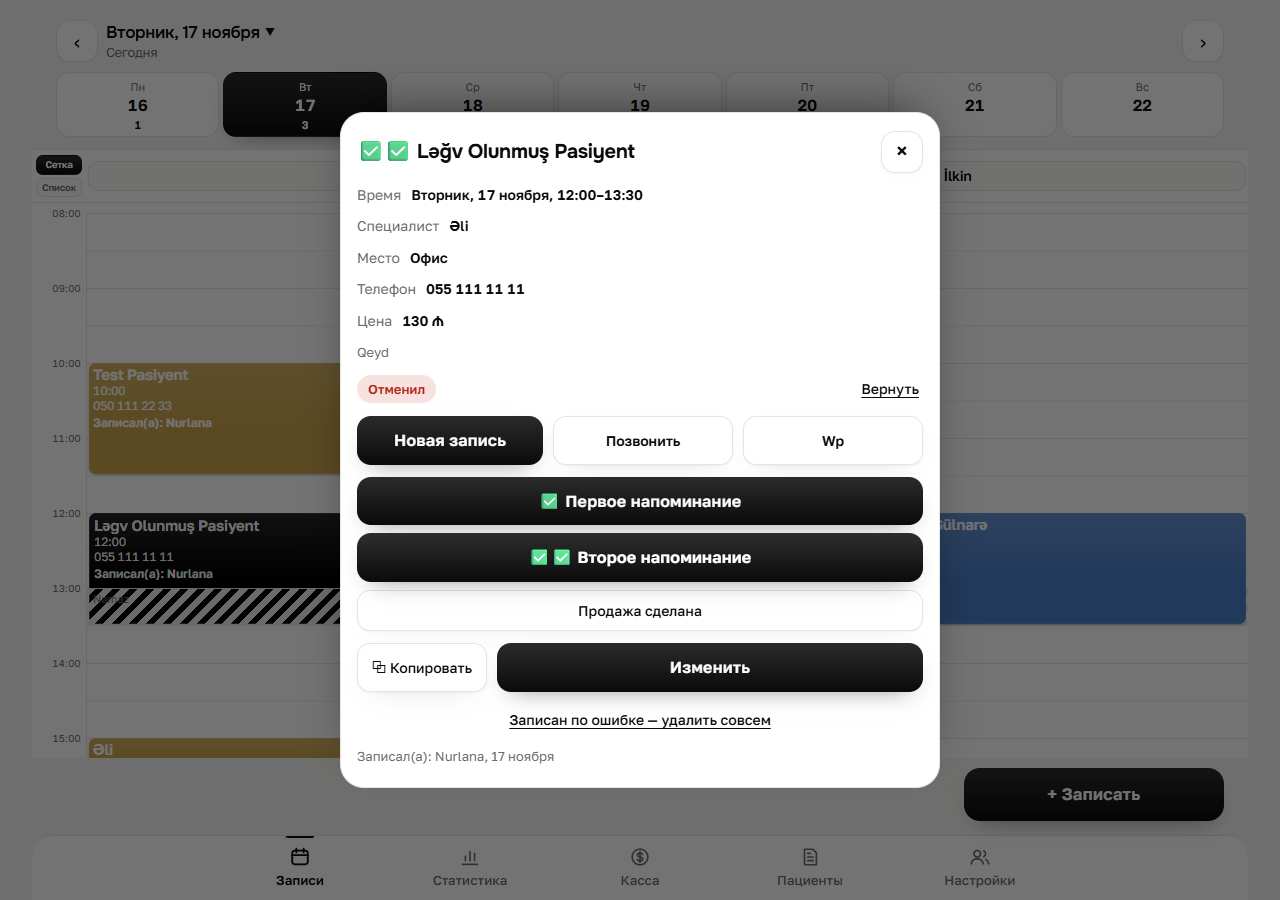 Вторник, 17 ноября
Сегодня
Пн
16
1
Вт
17
3
Ср
18
Чт
19
Пт
20
Сб
21
Вс
22
Сетка
Список
İlkin
08:00
09:00
10:00
11:00
12:00
13:00
14:00
15:00
Test Pasiyent
10:00
050 111 22 33
Записал(а): Nurlana
Ləgv Olunmuş Pasiyent
12:00
055 111 11 11
Записал(а): Nurlana
Əli
Gülnarə
✅✅ Ləğv Olunmuş Pasiyent
Время Вторник, 17 ноября, 12:00–13:30
Специалист Əli
Место Офис
Телефон 055 111 11 11
Цена 130 ₼
Qeyd
Отменил
Вернуть
Новая запись
Позвонить
Wp
✅ Первое напоминание
✅✅ Второе напоминание
Продажа сделана
Копировать
Изменить
Записан по ошибке — удалить совсем
Записал(а): Nurlana, 17 ноября
+ Записать
Записи
Статистика
Касса
Пациенты
Настройки